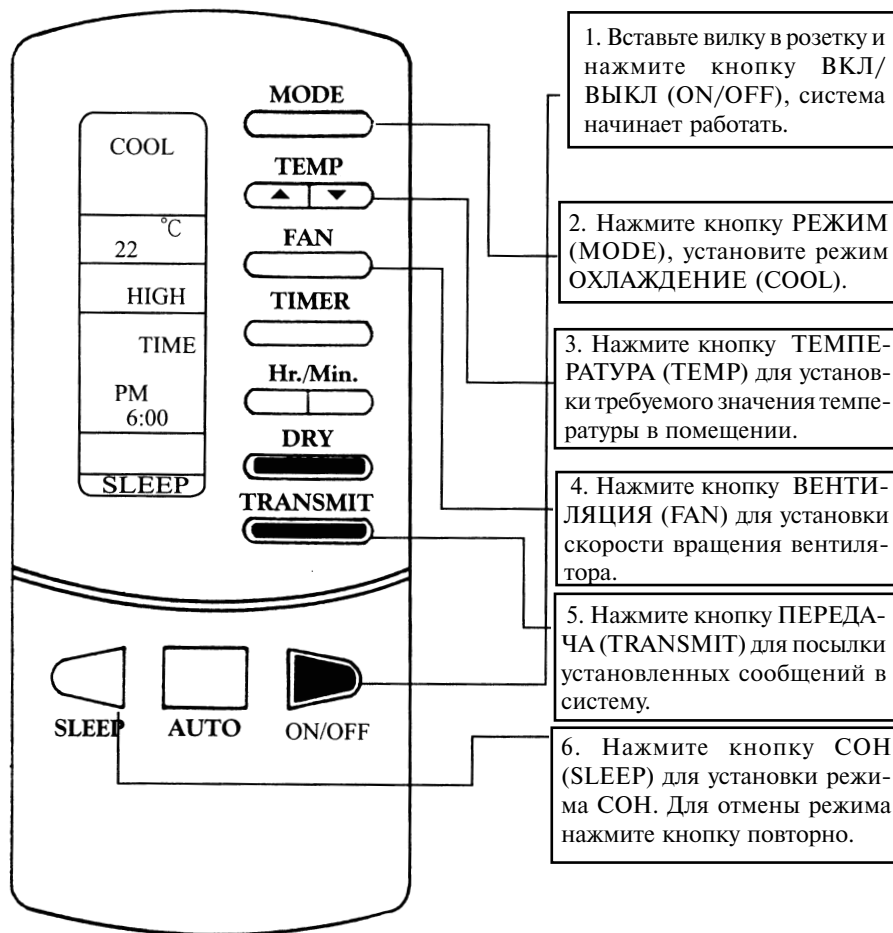 COOL
°C
22
HIGH
TIME
PM
6:00
SLEEP
MODE
TEMP
FAN
TIMER
Hr./Min.
DRY
TRANSMIT
SLEEP
AUTO
ON/OFF
1. Вставьте вилку в розетку и
нажмите кнопку ВКЛ/
ВЫКЛ (ON/OFF), система
начинает работать.
2. Нажмите кнопку РЕЖИМ
(MODE), установите режим
ОХЛАЖДЕНИЕ (COOL).
3. Нажмите кнопку ТЕМПЕ-
РАТУРА (TEMP) для установ-
ки требуемого значения темпе-
ратуры в помещении.
4. Нажмите кнопку ВЕНТИ-
ЛЯЦИЯ (FAN) для установки
скорости вращения вентиля-
тора.
5. Нажмите кнопку ПЕРЕДА-
ЧА (TRANSMIT) для посылки
установленных сообщений в
систему.
6. Нажмите кнопку СОН
(SLEEP) для установки режи-
ма СОН. Для отмены режима
нажмите кнопку повторно.